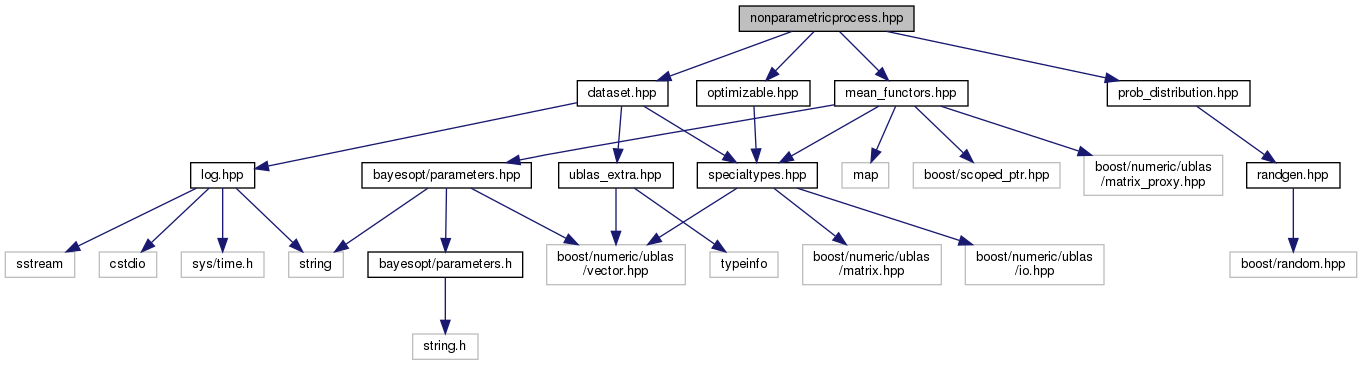 nonparametricprocess.hpp
dataset.hpp
optimizable.hpp
mean_functors.hpp
prob_distribution.hpp
log.hpp
bayesopt/parameters.hpp
ublas_extra.hpp
specialtypes.hpp
map
boost/scoped_ptr.hpp
boost/numeric/ublas
/matrix_proxy.hpp
randgen.hpp
sstream
cstdio
sys/time.h
string
bayesopt/parameters.h
boost/numeric/ublas
/vector.hpp
typeinfo
boost/numeric/ublas
/matrix.hpp
boost/numeric/ublas
/io.hpp
boost/random.hpp
string.h